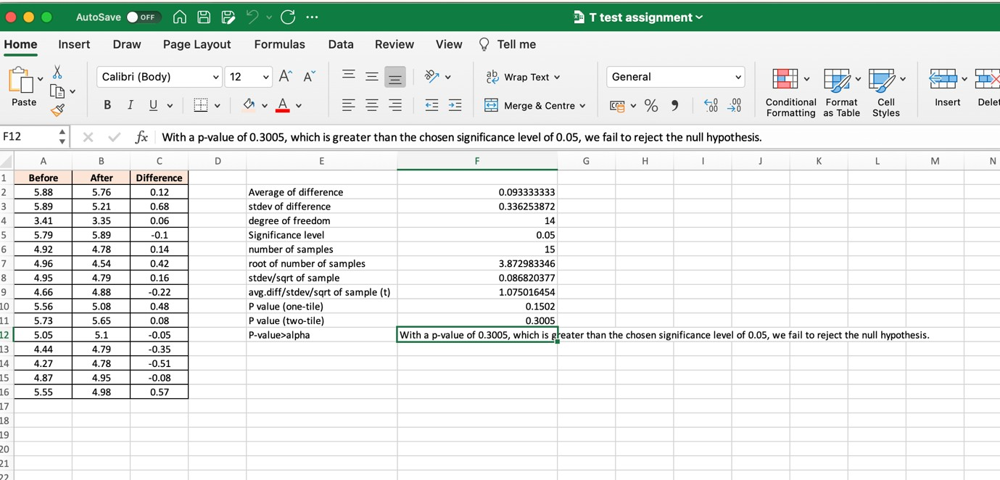 AutoSave OFF T test assignment
Home Insert Draw Page Layout Formulas Data Review View Tell me
Calibri (Body) 12 A^ Aˇ ab Wrap Text General
Paste B I U A Merge & Centre % Conditional Formatting Format as Table Cell Styles Insert Delet
F12 fx With a p-value of 0.3005, which is greater than the chosen significance level of 0.05, we fail to reject the null hypothesis.
A B C D E F G H I J K L M N
1 Before After Difference
2 5.88 5.76 0.12 Average of difference 0.093333333
3 5.89 5.21 0.68 stdev of difference 0.336253872
4 3.41 3.35 0.06 degree of freedom 14
5 5.79 5.89 -0.1 Significance level 0.05
6 4.92 4.78 0.14 number of samples 15
7 4.96 4.54 0.42 root of number of samples 3.872983346
8 4.95 4.79 0.16 stdev/sqrt of sample 0.086820377
9 4.66 4.88 -0.22 avg.diff/stdev/sqrt of sample (t) 1.075016454
10 5.56 5.08 0.48 P value (one-tile) 0.1502
11 5.73 5.65 0.08 P value (two-tile) 0.3005
12 5.05 5.1 -0.05 P-value>alpha With a p-value of 0.3005, which is greater than the chosen significance level of 0.05, we fail to reject the null hypothesis.
13 4.44 4.79 -0.35
14 4.27 4.78 -0.51
15 4.87 4.95 -0.08
16 5.55 4.98 0.57
17
18
19
20
21
22